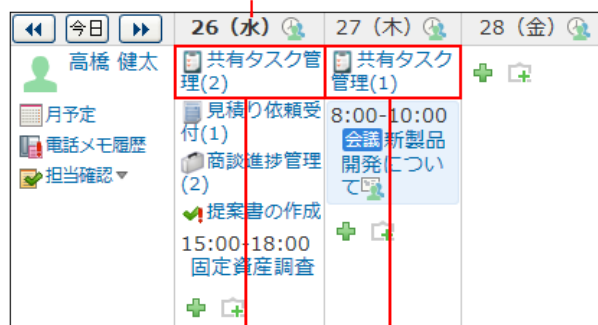 今日
26（水）
27（木）
28（金）
高橋 健太
月予定
電話メモ履歴
担当確認▼
共有タスク管
理(2)
見積り依頼受
付(1)
商談進捗管理
(2)
提案書の作成
15:00-18:00
固定資産調査
共有タスク
管理(1)
8:00-10:00
会議新製品
開発につい
て